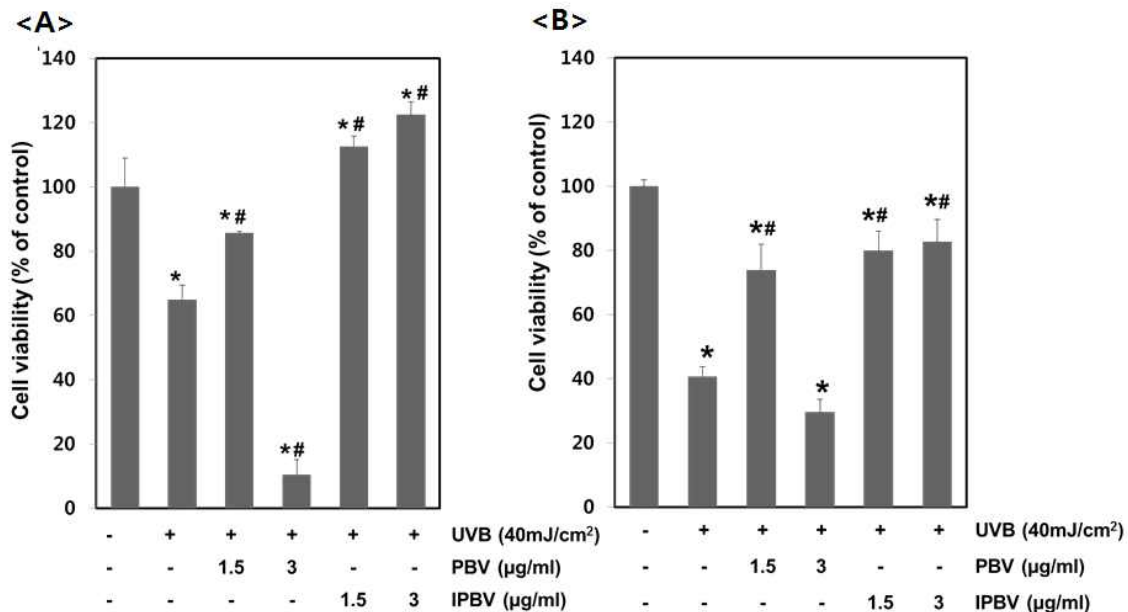 <A>
140
120
100
80
60
40
20
0
Cell viability (% of control)
*
*#
*#
*#
*#
- + + + + + UVB (40mJ/cm²)
- - 1.5 3 - - PBV (μg/ml)
- - - - 1.5 3 IPBV (μg/ml)
<B>
140
120
100
80
60
40
20
0
Cell viability (% of control)
*
*#
*
*#
*#
- + + + + + UVB (40mJ/cm²)
- - 1.5 3 - - PBV (μg/ml)
- - - - 1.5 3 IPBV (μg/ml)